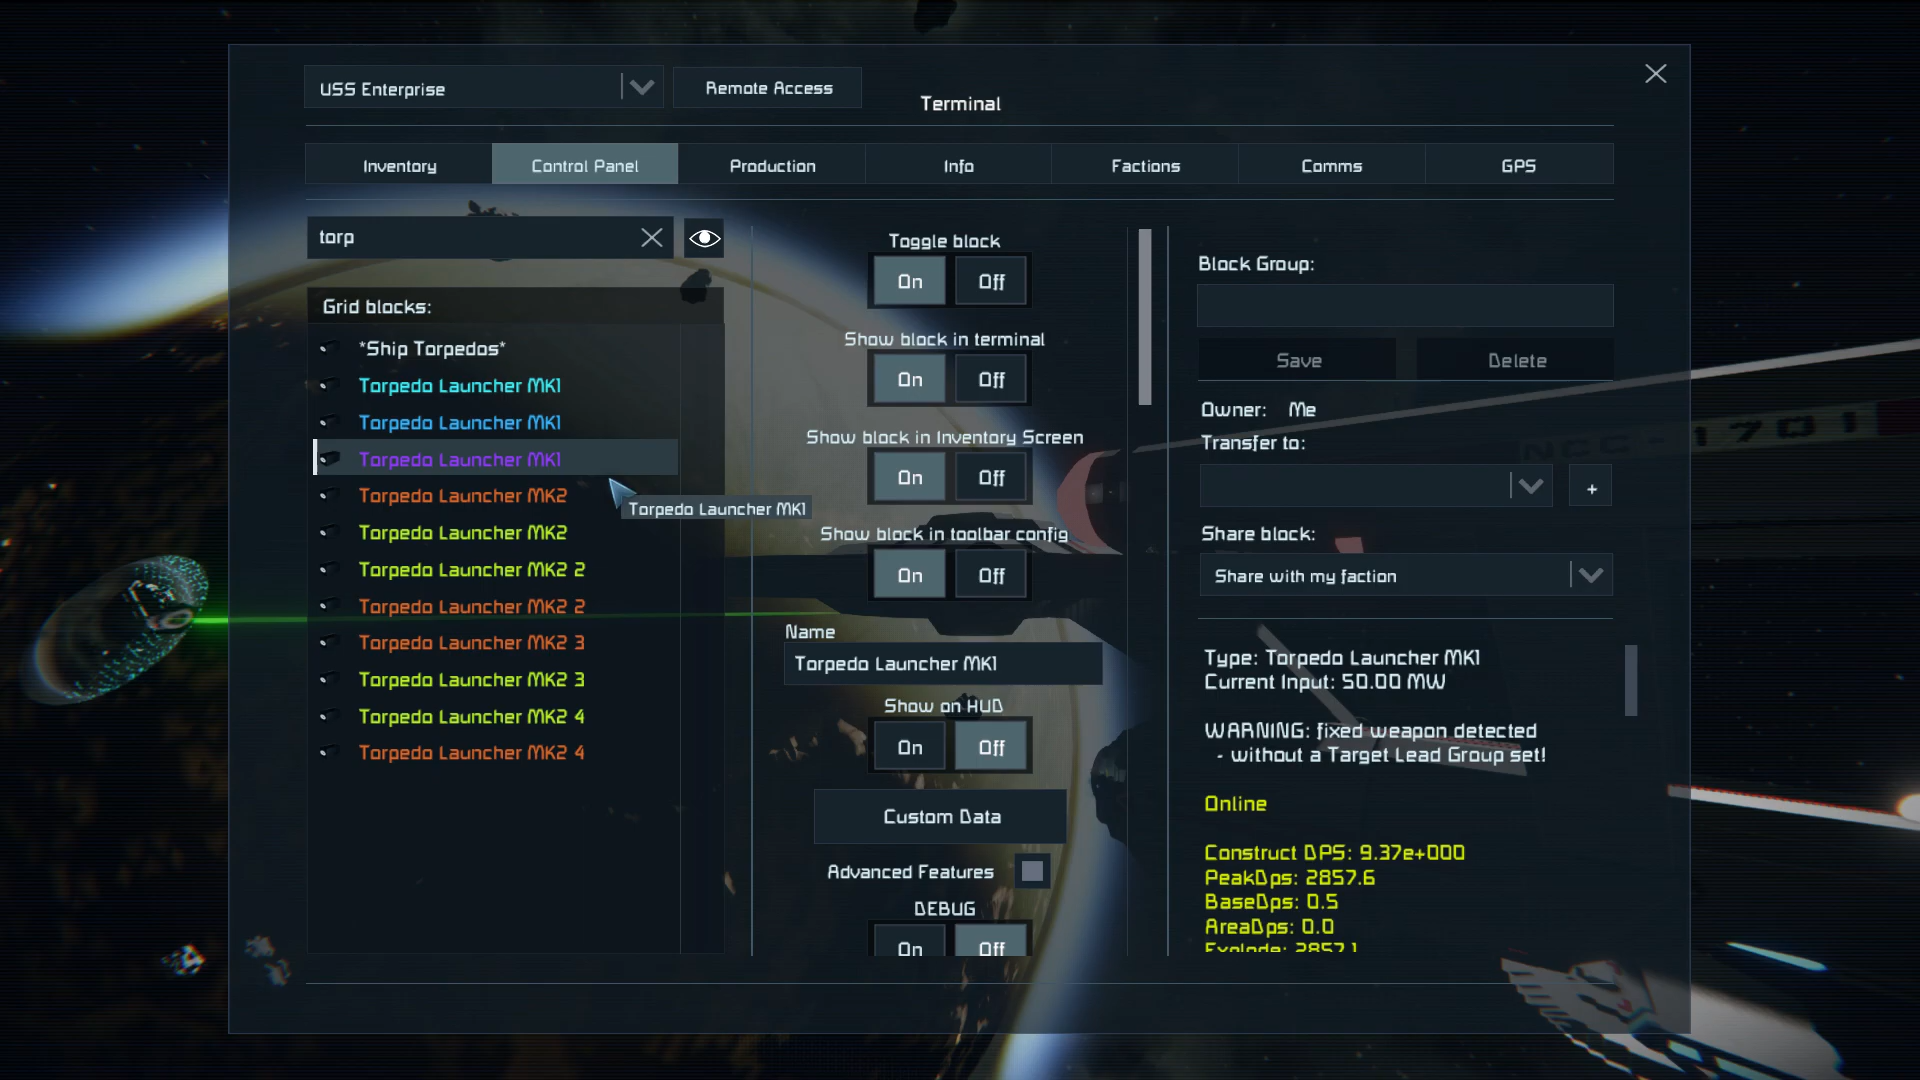 USS Enterprise
Remote Access
Terminal
Inventory
Control Panel
Production
Info
Factions
Comms
GPS
torp
Grid blocks:
*Ship Torpedos*
Torpedo Launcher MK1
Torpedo Launcher MK1
Torpedo Launcher MK1
Torpedo Launcher MK2
Torpedo Launcher MK2
Torpedo Launcher MK2 2
Torpedo Launcher MK2 2
Torpedo Launcher MK2 3
Torpedo Launcher MK2 3
Torpedo Launcher MK2 4
Torpedo Launcher MK2 4
Torpedo Launcher MK1
Toggle block
On Off
Show block in terminal
On Off
Show block in Inventory Screen
On Off
Show block in toolbar config
On Off
Name
Torpedo Launcher MK1
Show on HUD
On Off
Custom Data
Advanced Features
DEBUG
On Off
Block Group:
Save
Delete
Owner: Me
Transfer to:
+
Share block:
Share with my faction
Type: Torpedo Launcher MK1
Current Input: 50.00 MW
WARNING: fixed weapon detected
- without a Target Lead Group set!
Online
Construct DPS: 9.37e+000
PeakDps: 2857.6
BaseDps: 0.5
AreaDps: 0.0
Explode: 2857.1
NCC-1701